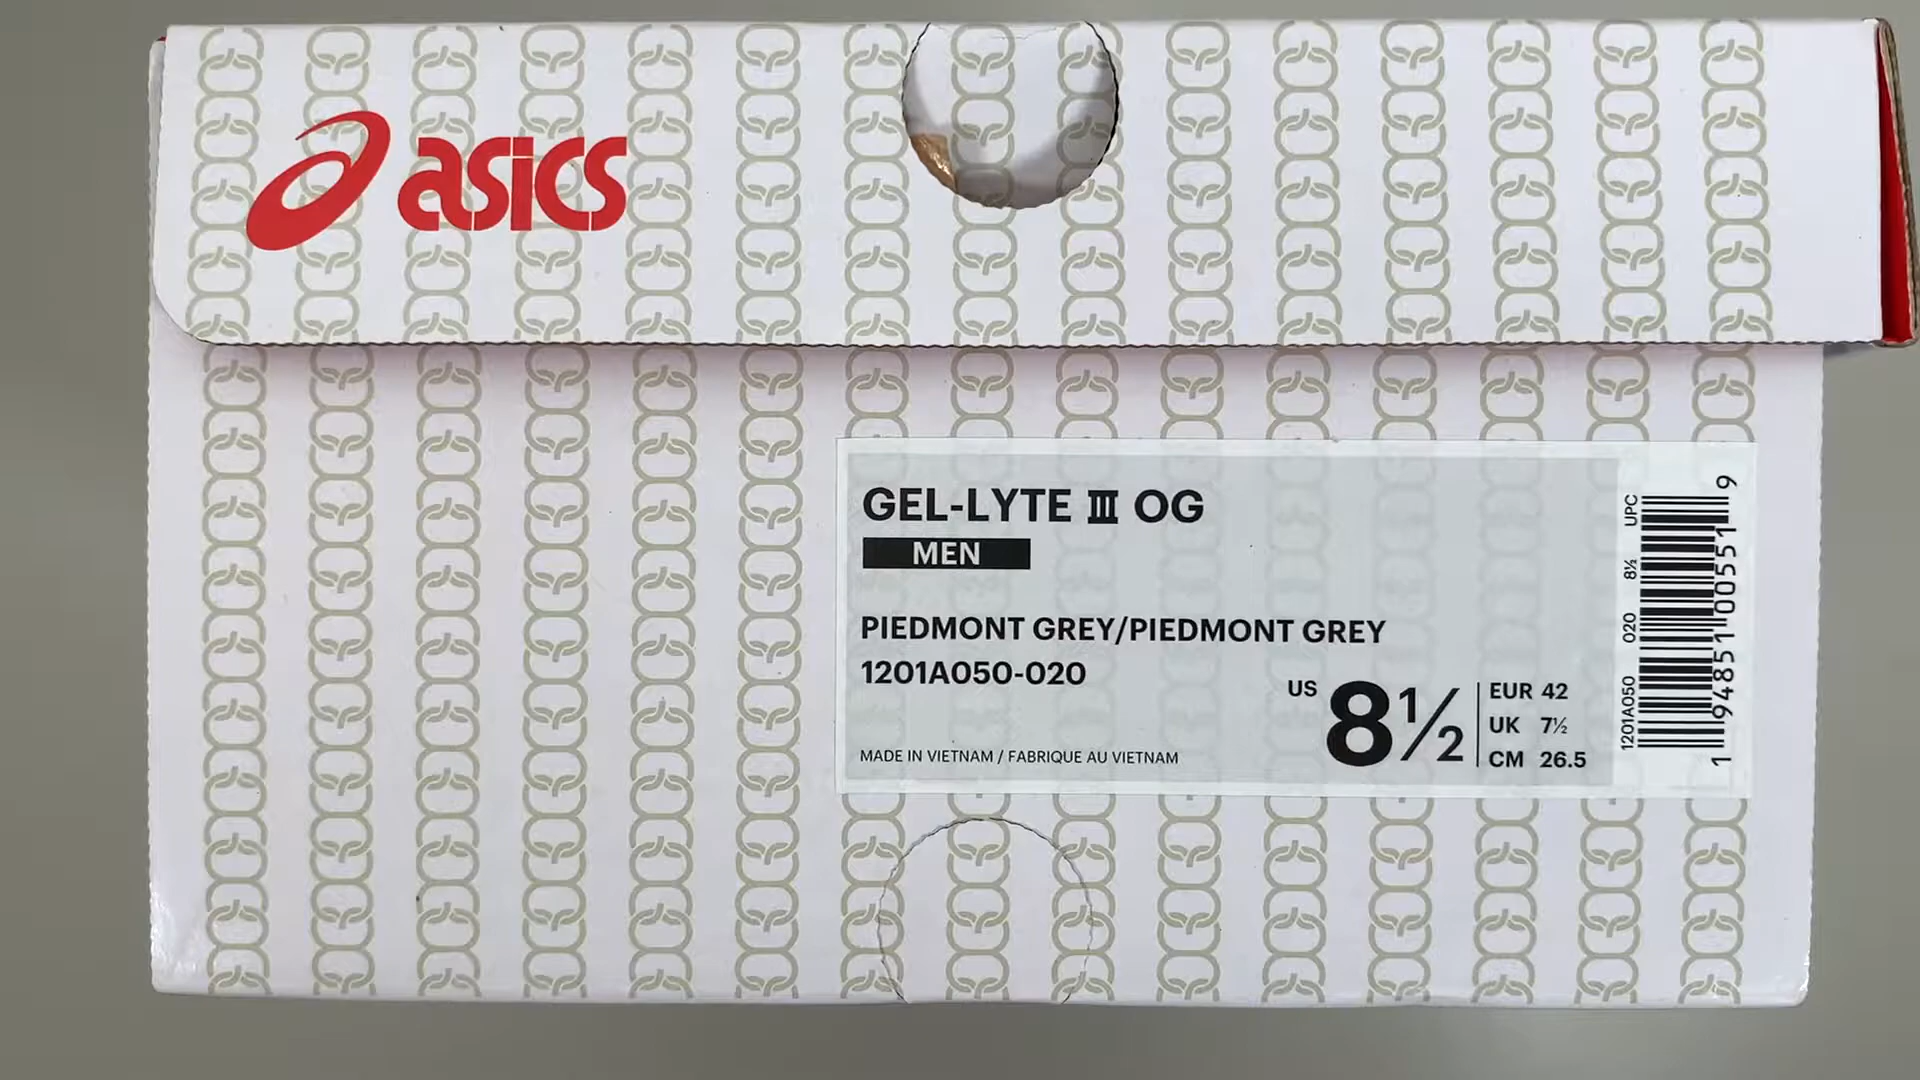 asics
GEL-LYTE III OG
MEN
PIEDMONT GREY/PIEDMONT GREY
1201A050-020
MADE IN VIETNAM / FABRIQUE AU VIETNAM
US 8½
EUR 42
UK 7½
CM 26.5
1201A050 020 8½ UPC
1 94851 00551 9